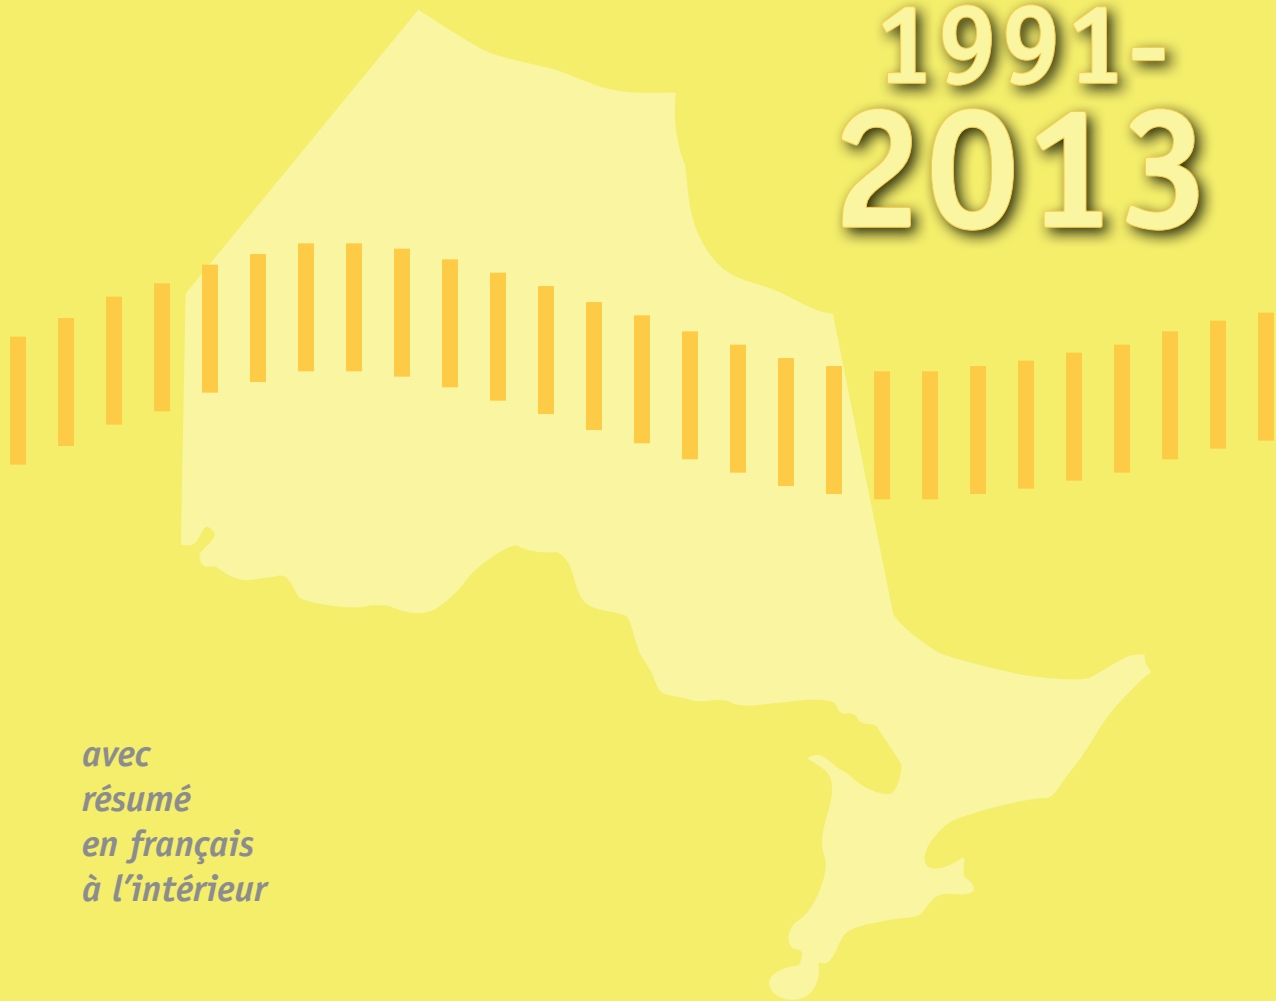 1991-
2013
avec
résumé
en français
à l’intérieur